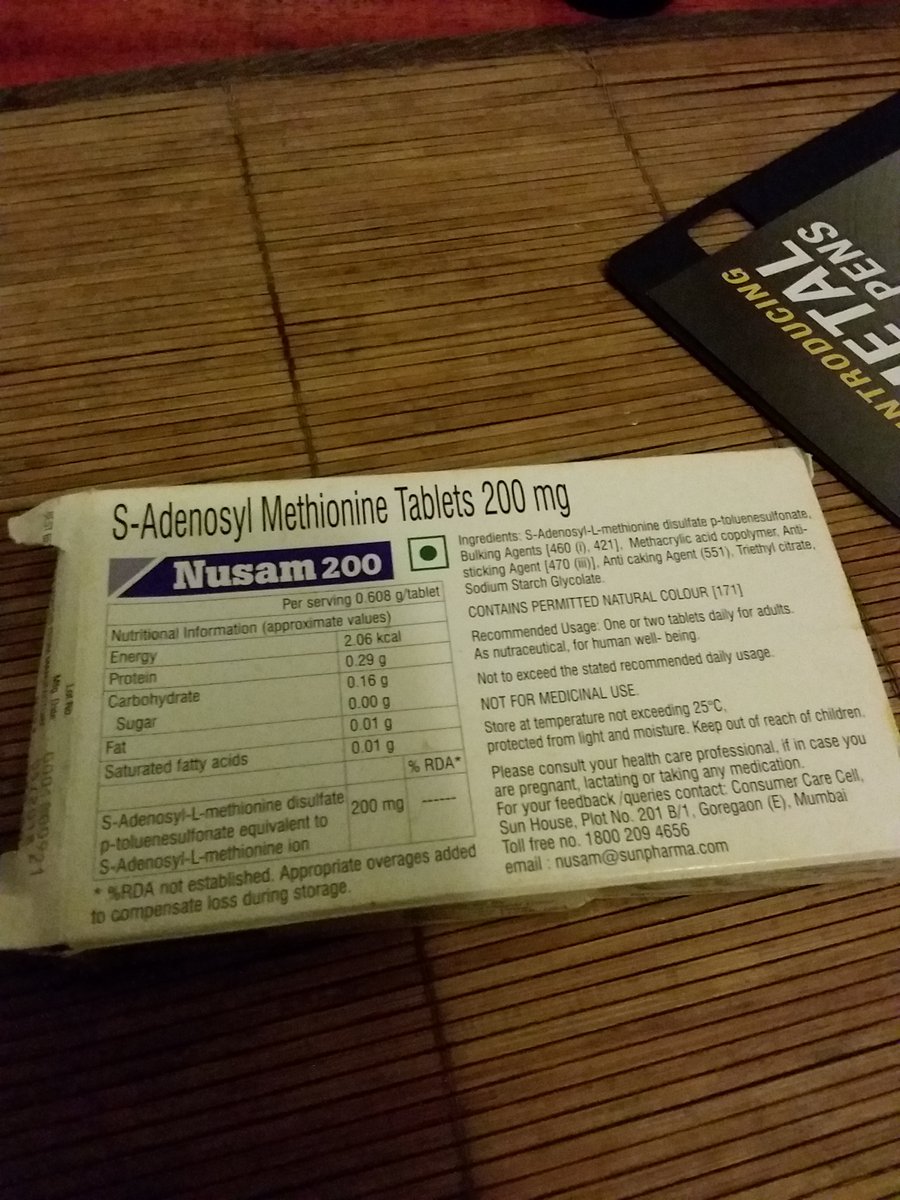 INTRODUCING
METAL
PENS
S-Adenosyl Methionine Tablets 200 mg
Nusam 200
Per serving 0.608 g/tablet
Nutritional Information (approximate values)
Energy 2.06 kcal
Protein 0.29 g
Carbohydrate 0.16 g
Sugar 0.00 g
Fat 0.01 g
Saturated fatty acids 0.01 g
% RDA*
S-Adenosyl-L-methionine disulfate
p-toluenesulfonate equivalent to 200 mg ------
S-Adenosyl-L-methionine ion
* %RDA not established. Appropriate overages added
to compensate loss during storage.
Ingredients: S-Adenosyl-L-methionine disulfate p-toluenesulfonate,
Bulking Agents [460 (i), 421], Methacrylic acid copolymer, Anti-
sticking Agent [470 (iii)], Anti caking Agent (551), Triethyl citrate,
Sodium Starch Glycolate.
CONTAINS PERMITTED NATURAL COLOUR [171]
Recommended Usage: One or two tablets daily for adults.
As nutraceutical, for human well- being.
Not to exceed the stated recommended daily usage.
NOT FOR MEDICINAL USE.
Store at temperature not exceeding 25°C,
protected from light and moisture. Keep out of reach of children.
Please consult your health care professional, if in case you
are pregnant, lactating or taking any medication.
For your feedback /queries contact: Consumer Care Cell,
Sun House, Plot No. 201 B/1, Goregaon (E), Mumbai
Toll free no. 1800 209 4656
email : nusam@sunpharma.com